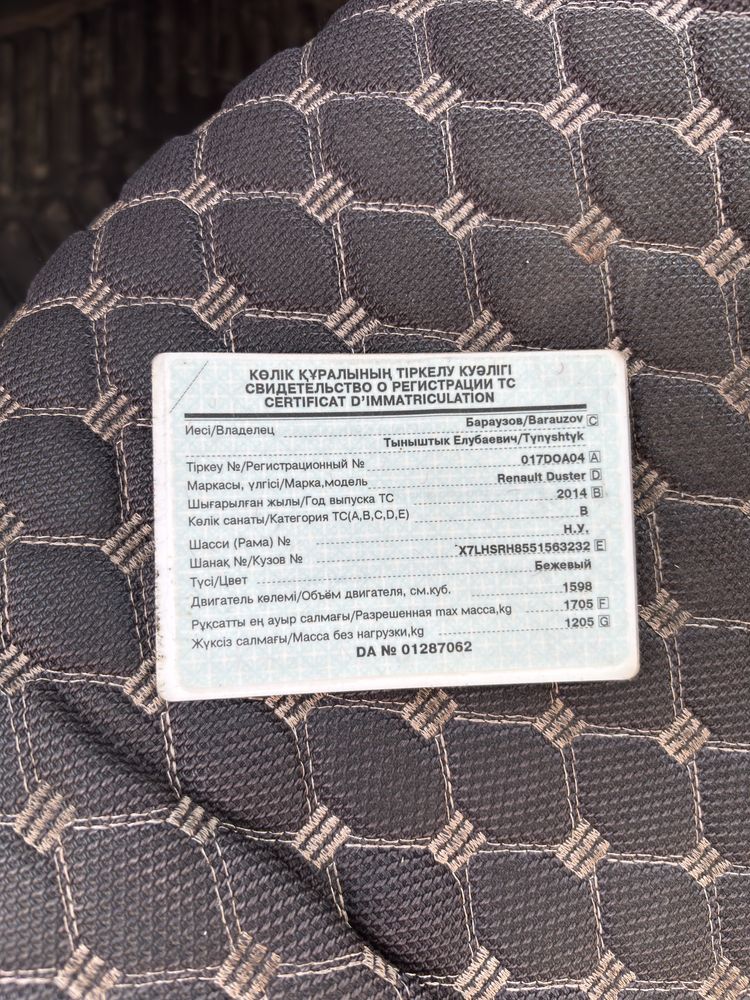 КӨЛІК ҚҰРАЛЫНЫҢ ТІРКЕЛУ КУӘЛІГІ
СВИДЕТЕЛЬСТВО О РЕГИСТРАЦИИ ТС
CERTIFICAT D'IMMATRICULATION
Иесі/Владелец Бараузов/Barauzov C
Тыныштык Елубаевич/Tynyshtyk
Тіркеу №/Регистрационный № 017DOA04 A
Маркасы, үлгісі/Марка,модель Renault Duster D
Шығарылған жылы/Год выпуска ТС 2014 B
Көлік санаты/Категория ТС(A,B,C,D,E) B
Шасси (Рама) № Н.У.
Шанақ №/Кузов № *X7LHSRH8551563232 E
Түсі/Цвет Бежевый
Двигатель көлемі/Объём двигателя, см.куб. 1598
Рұқсатты ең ауыр салмағы/Разрешенная max масса,kg 1705 F
Жүксіз салмағы/Масса без нагрузки,kg 1205 G
DA № 01287062